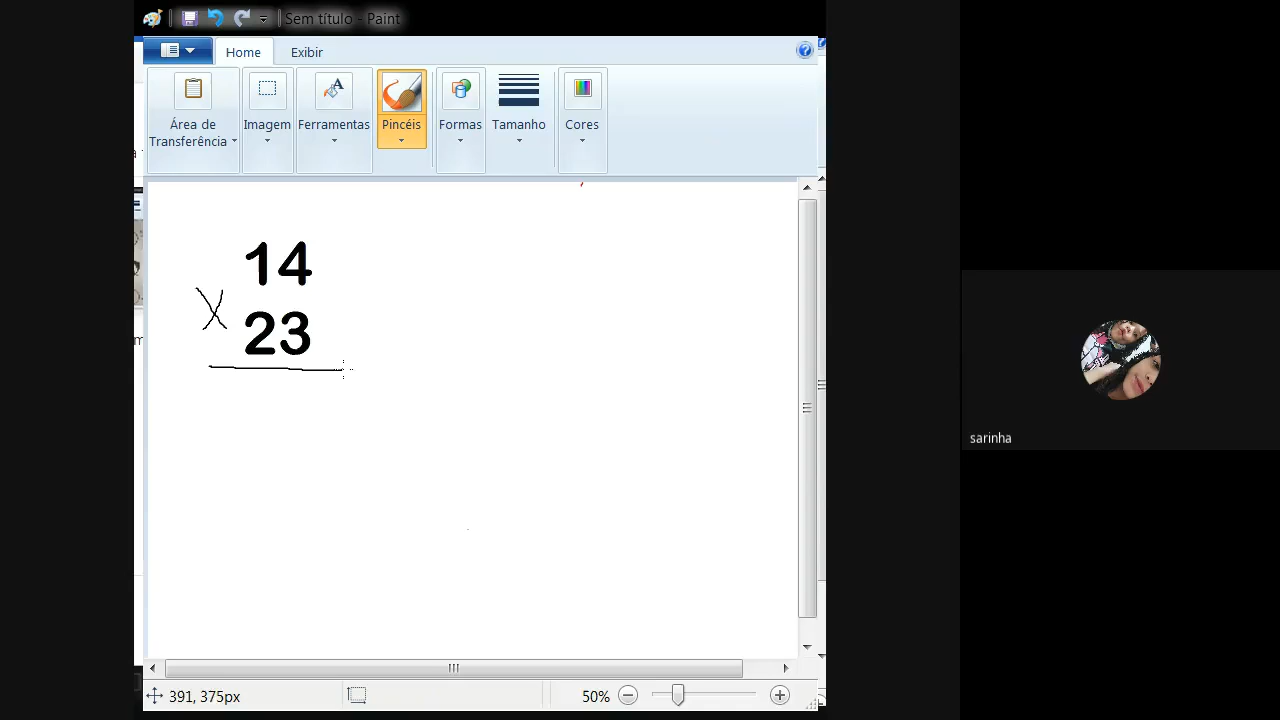 Sem título - Paint
Home Exibir
Área de Transferência Imagem Ferramentas Pincéis Formas Tamanho Cores
14
X
23
sarinha
391, 375px 50%